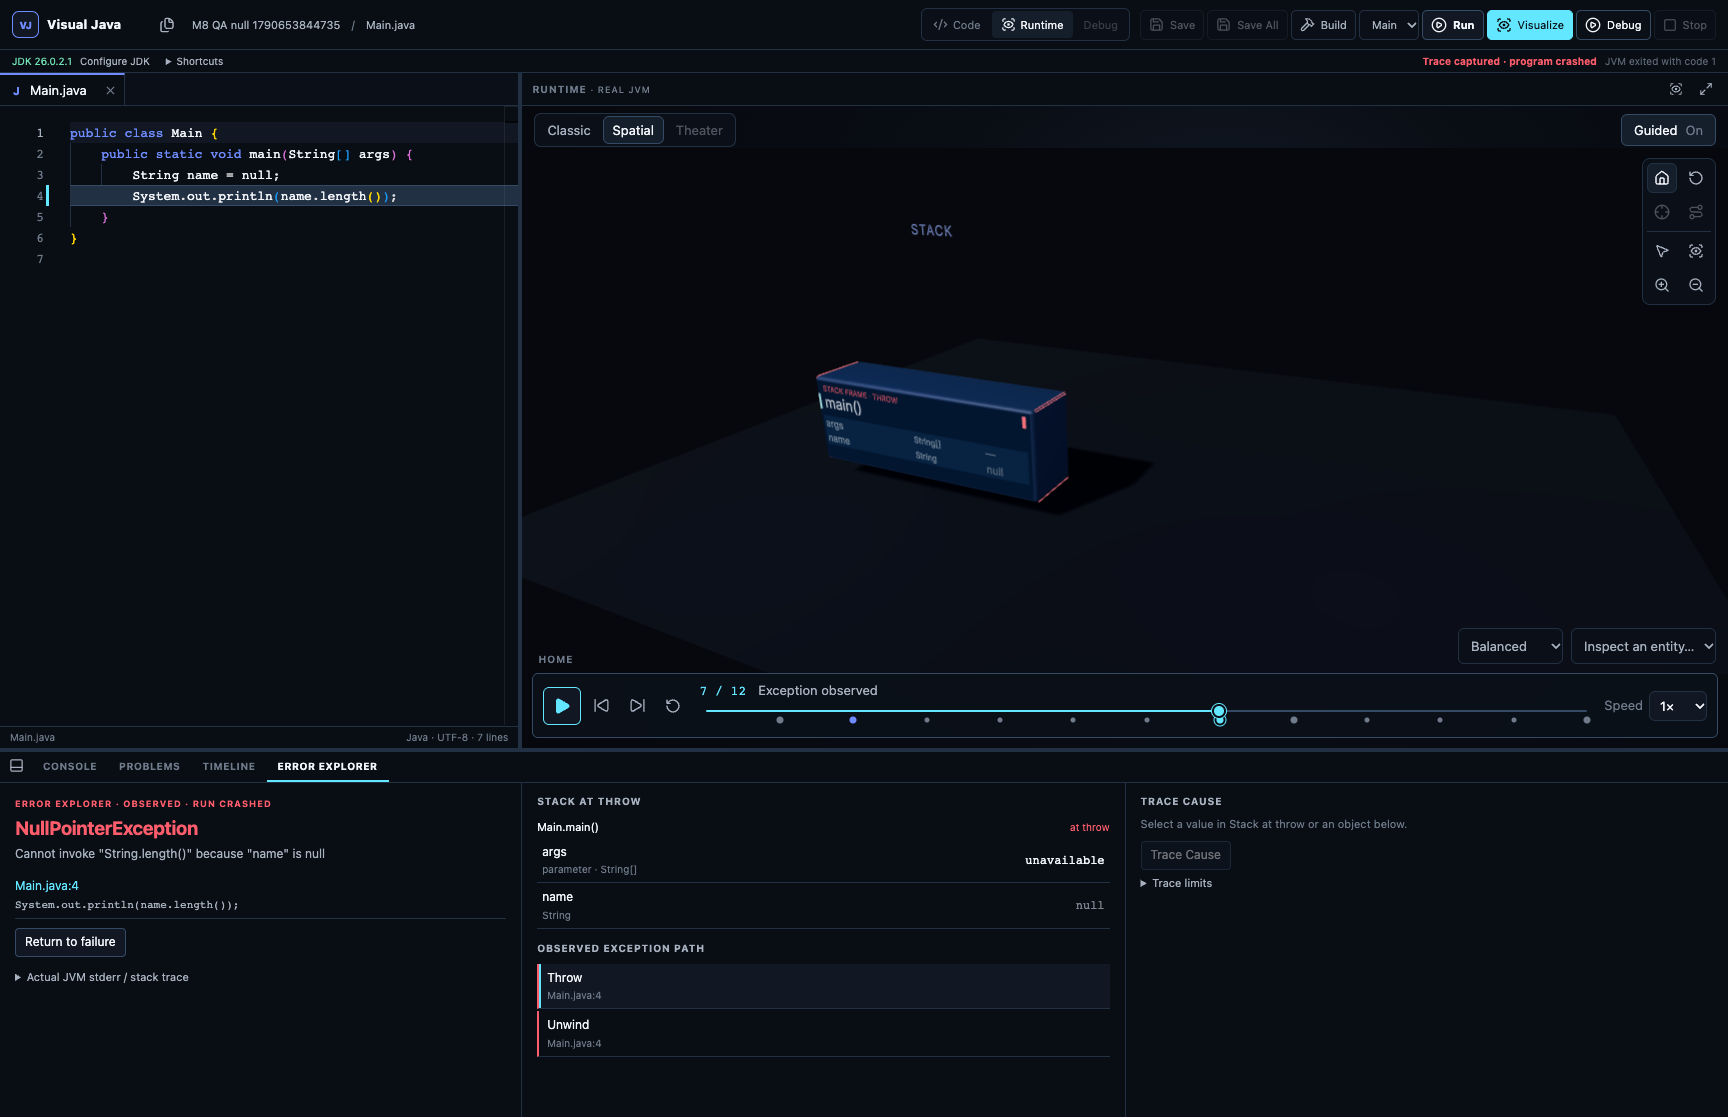 VJ Visual Java
M8 QA null 1790653844735 / Main.java
</> Code Runtime Debug
Save Save All Build Main Run Visualize Debug Stop
JDK 26.0.2.1 Configure JDK Shortcuts
Trace captured · program crashed JVM exited with code 1
J Main.java
1 public class Main {
2 public static void main(String[] args) {
3 String name = null;
4 System.out.println(name.length());
5 }
6 }
7
Main.java
Java · UTF-8 · 7 lines
RUNTIME · REAL JVM
Classic Spatial Theater
Guided On
STACK
STACK FRAME · THROW
main()
args String[] —
name String null
Balanced
Inspect an entity...
HOME
7 / 12 Exception observed
Speed 1×
CONSOLE PROBLEMS TIMELINE ERROR EXPLORER
ERROR EXPLORER · OBSERVED · RUN CRASHED
NullPointerException
Cannot invoke "String.length()" because "name" is null
Main.java:4
System.out.println(name.length());
Return to failure
Actual JVM stderr / stack trace
STACK AT THROW
Main.main() at throw
args
parameter · String[]
unavailable
name
String
null
OBSERVED EXCEPTION PATH
Throw
Main.java:4
Unwind
Main.java:4
TRACE CAUSE
Select a value in Stack at throw or an object below.
Trace Cause
Trace limits